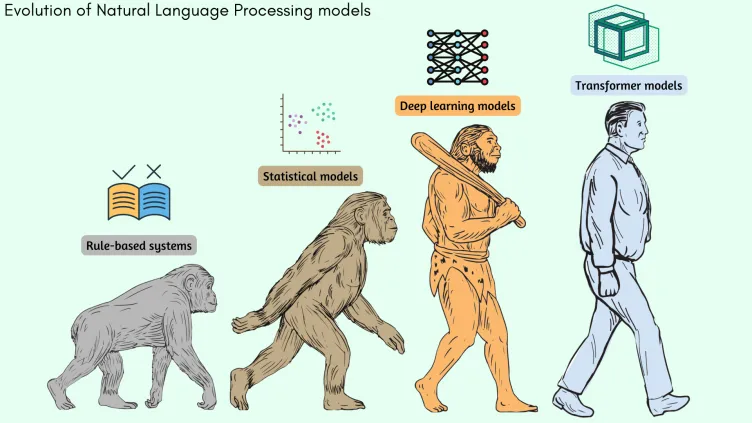 Evolution of Natural Language Processing models
Transformer models
Deep learning models
Statistical models
Rule-based systems